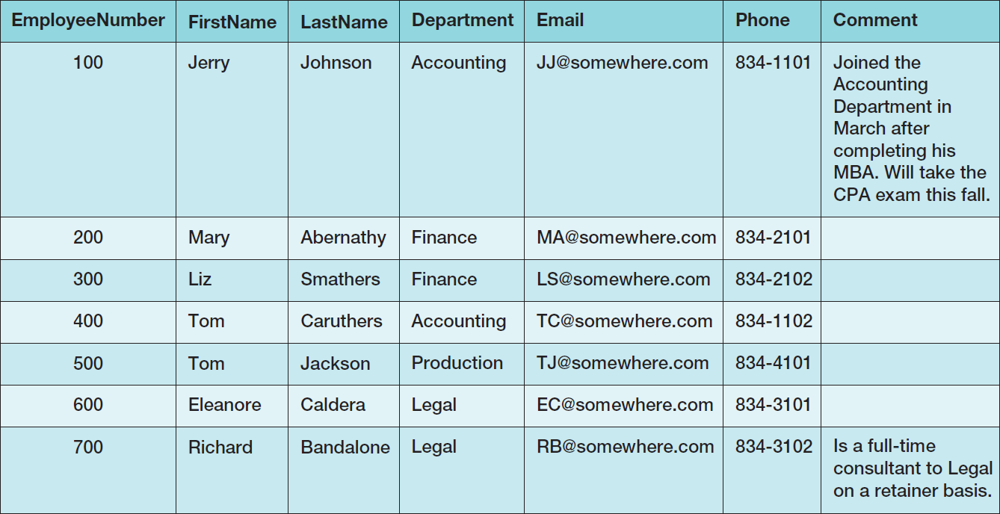 EmployeeNumber FirstName LastName Department Email Phone Comment
100 Jerry Johnson Accounting JJ@somewhere.com 834-1101 Joined the
Accounting
Department in
March after
completing his
MBA. Will take the
CPA exam this fall.
200 Mary Abernathy Finance MA@somewhere.com 834-2101
300 Liz Smathers Finance LS@somewhere.com 834-2102
400 Tom Caruthers Accounting TC@somewhere.com 834-1102
500 Tom Jackson Production TJ@somewhere.com 834-4101
600 Eleanore Caldera Legal EC@somewhere.com 834-3101
700 Richard Bandalone Legal RB@somewhere.com 834-3102 Is a full-time
consultant to Legal
on a retainer basis.